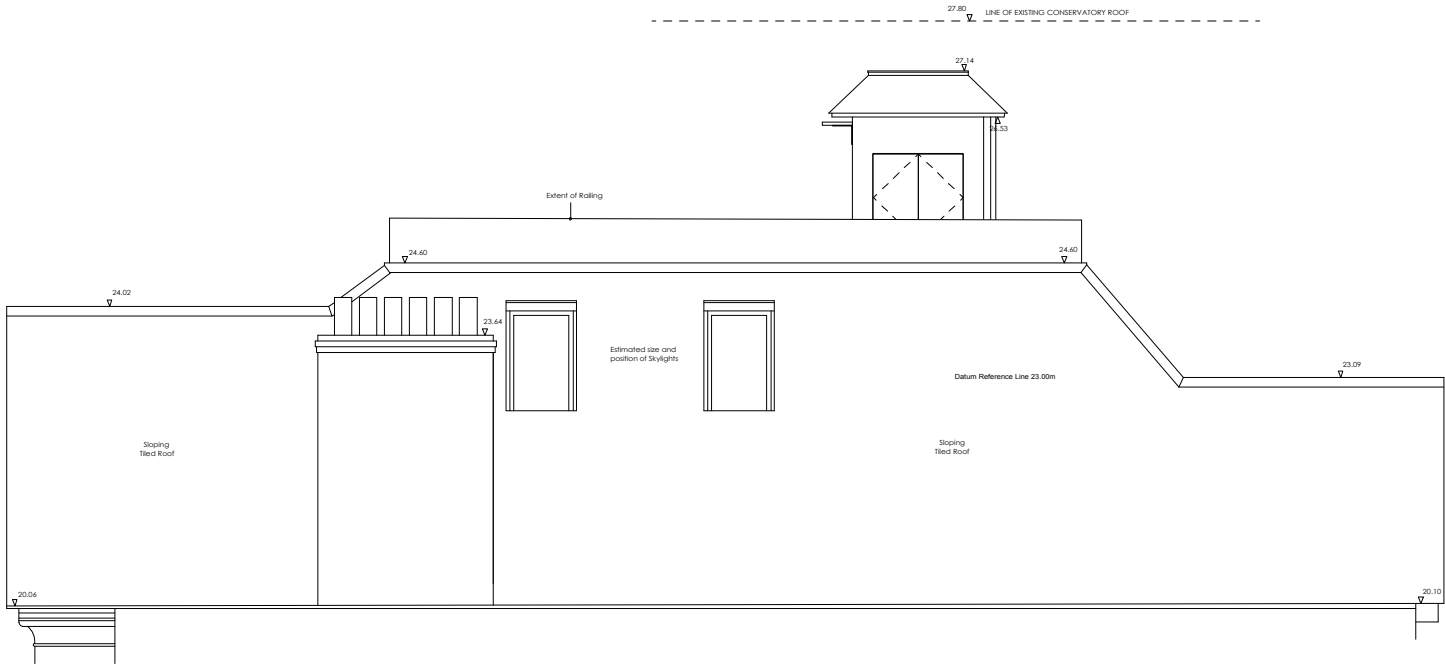 27.80
LINE OF EXISTING CONSERVATORY ROOF
27.14
26.53
Extent of Railing
24.60
24.60
24.02
23.64
Estimated size and
position of Skylights
23.09
Datum Reference Line 23.00m
Sloping
Tiled Roof
Sloping
Tiled Roof
20.06
20.10